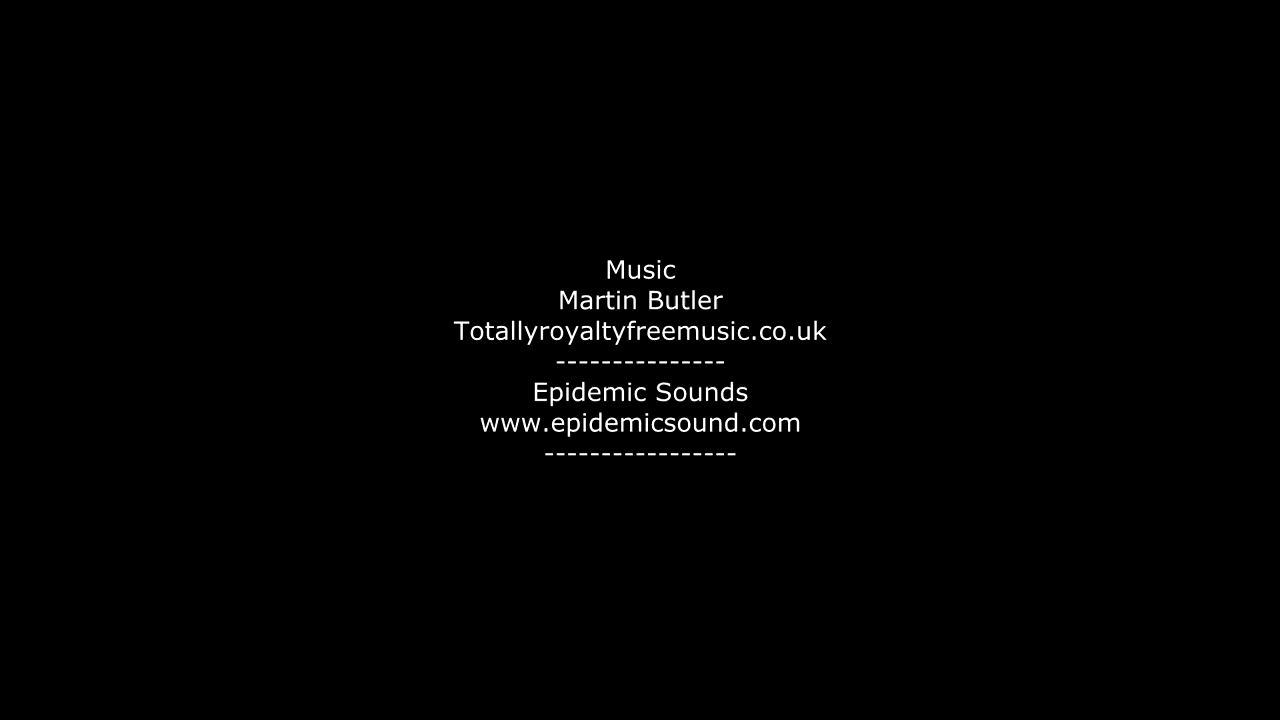 Music
Martin Butler
Totallyroyaltyfreemusic.co.uk
---------------
Epidemic Sounds
www.epidemicsound.com
-----------------